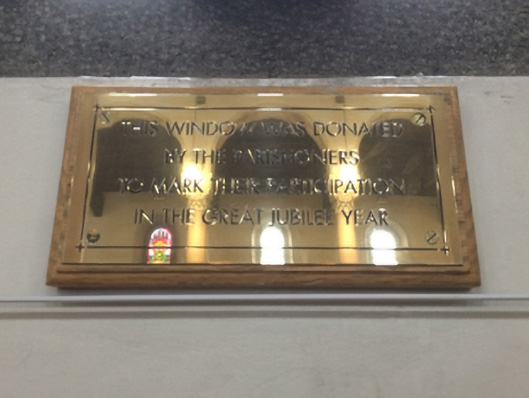 THIS WINDOW WAS DONATED
BY THE PARISHIONERS
TO MARK THEIR PARTICIPATION
IN THE GREAT JUBILEE YEAR